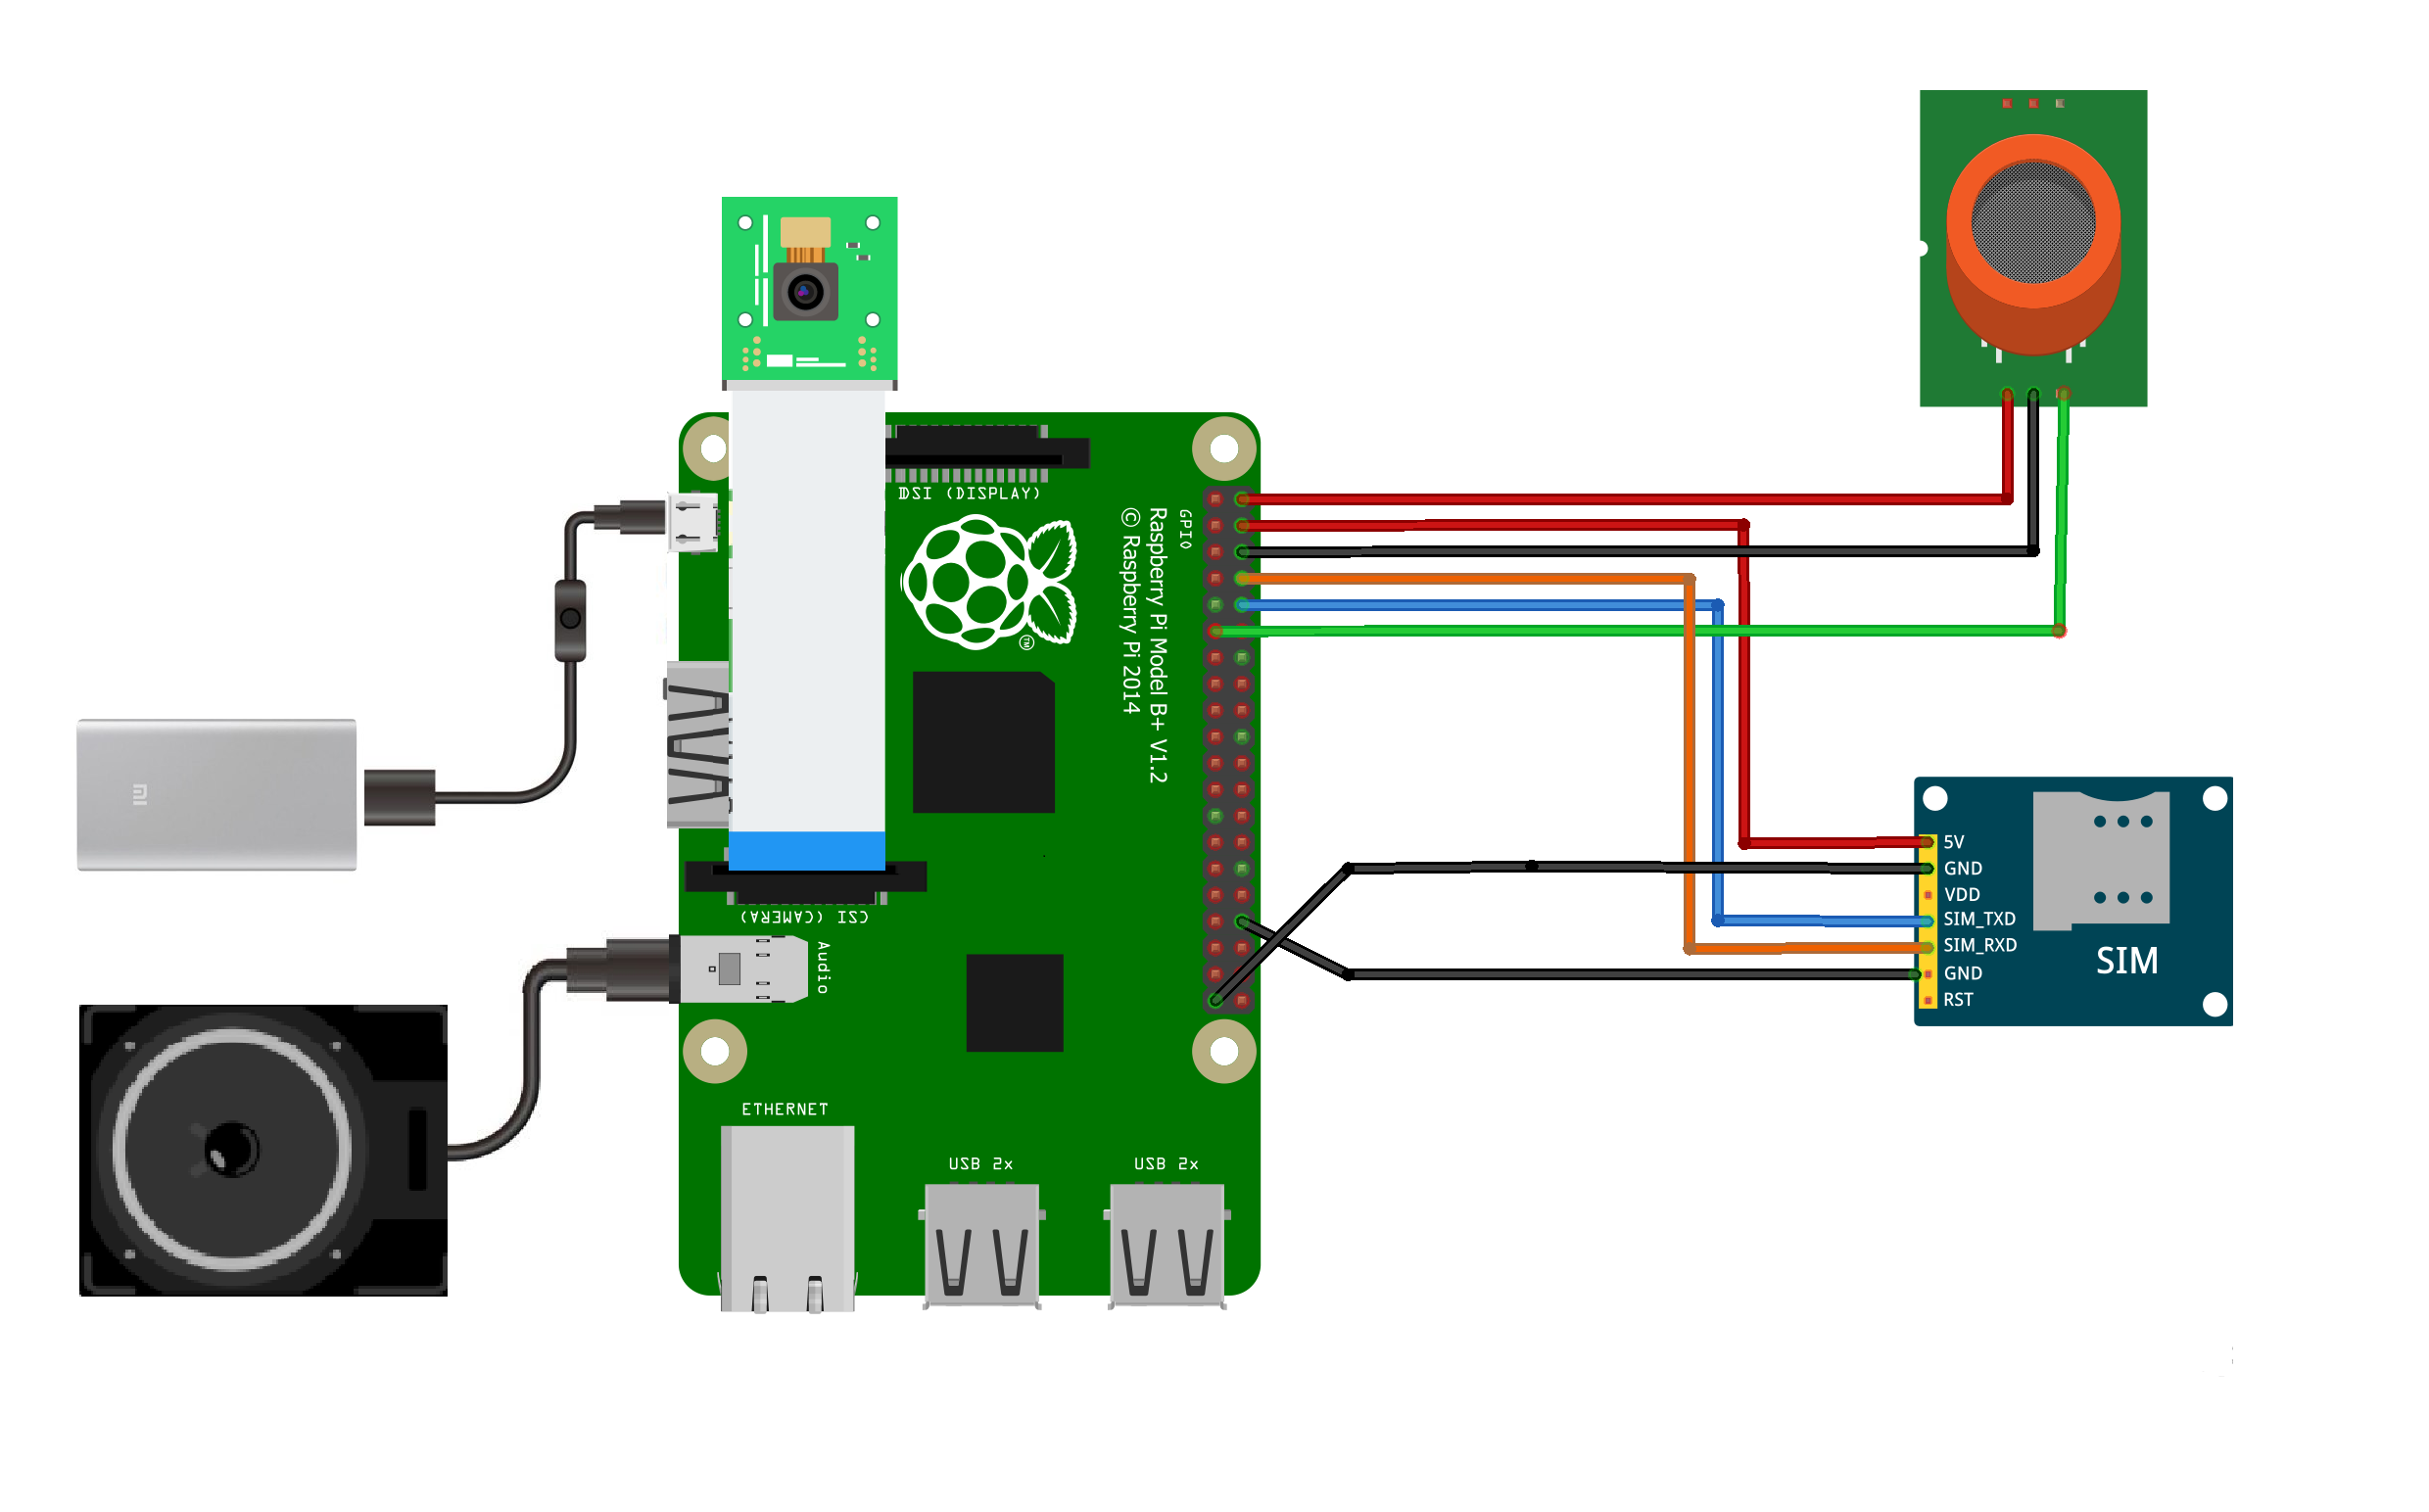 DSI (DISPLAY)
GPIO
Raspberry Pi Model B+ V1.2
© Raspberry Pi 2014
TM
CSI (CAMERA)
Audio
ETHERNET
USB 2x
USB 2x
5V
GND
VDD
SIM_TXD
SIM_RXD
GND
RST
SIM